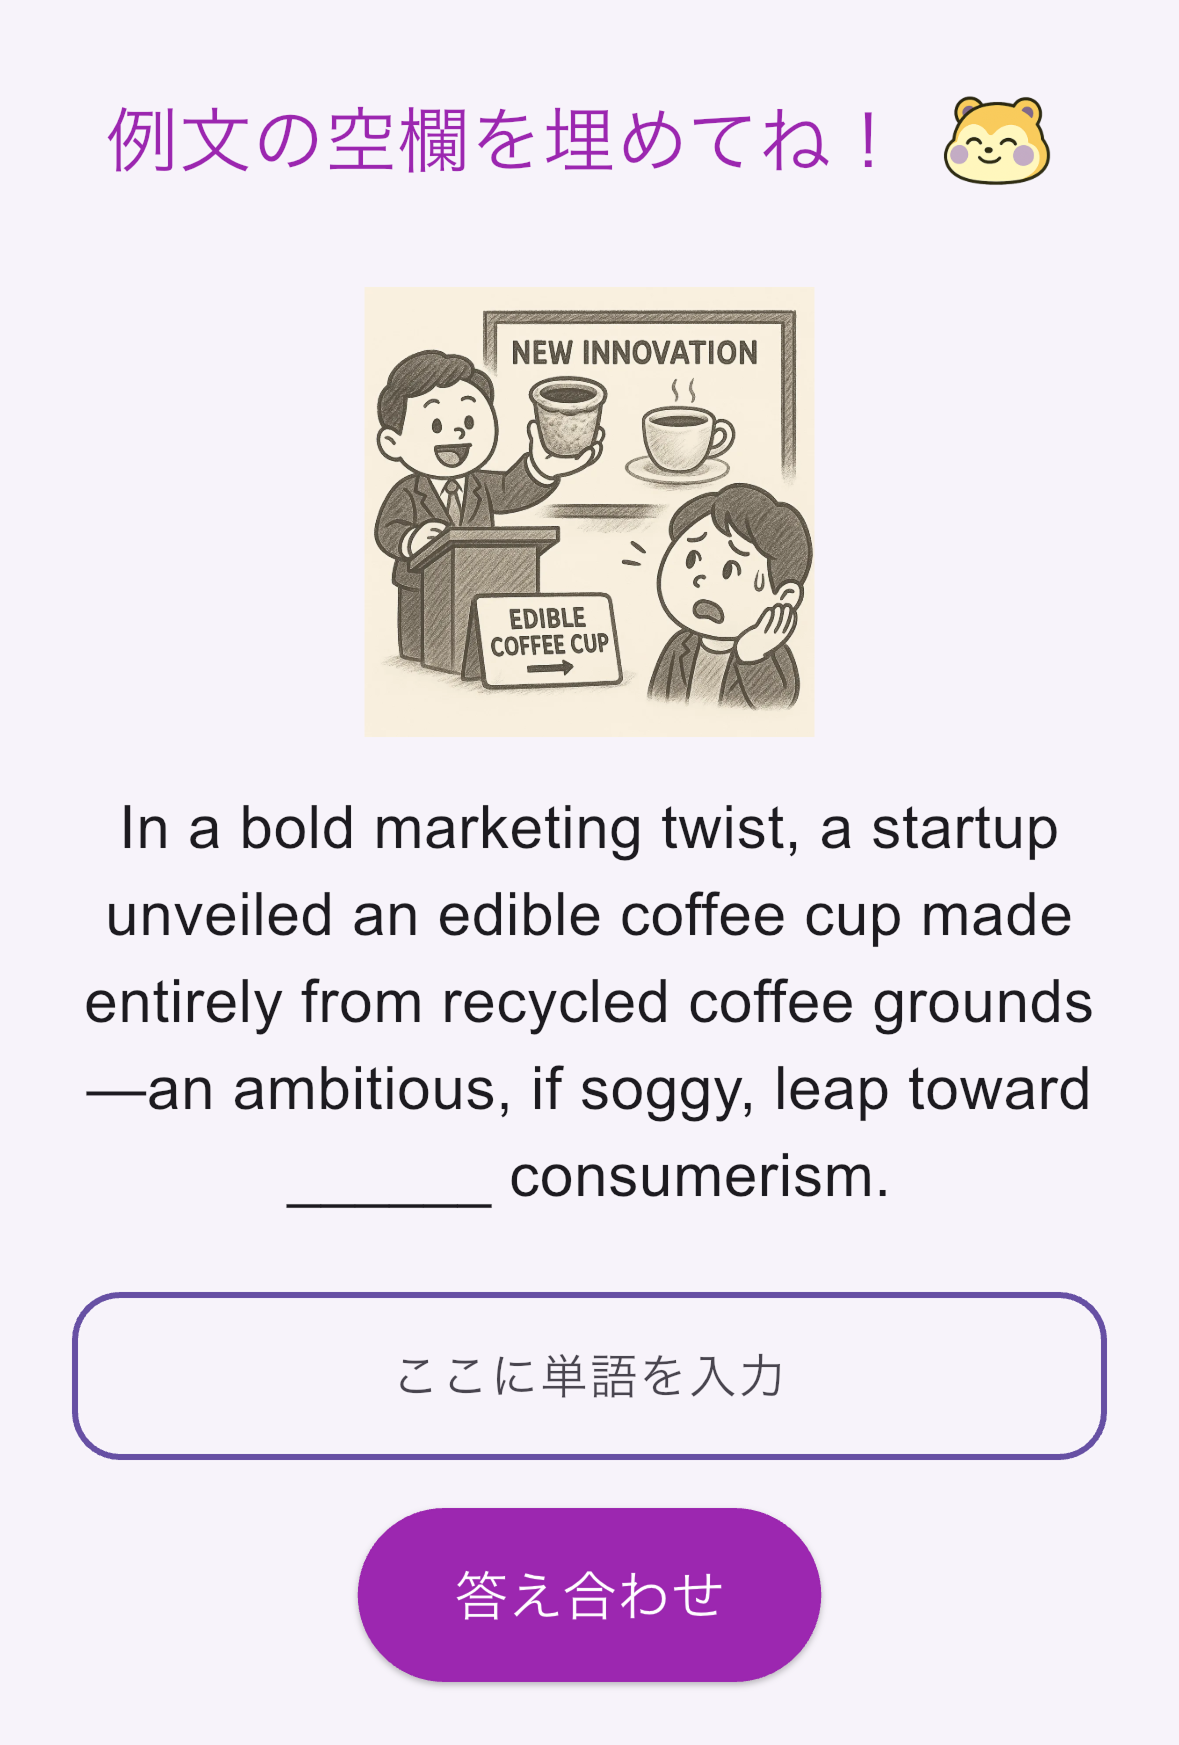 例文の空欄を埋めてね！
NEW INNOVATION
EDIBLE
COFFEE CUP
In a bold marketing twist, a startup
unveiled an edible coffee cup made
entirely from recycled coffee grounds
—an ambitious, if soggy, leap toward
______ consumerism.
ここに単語を入力
答え合わせ